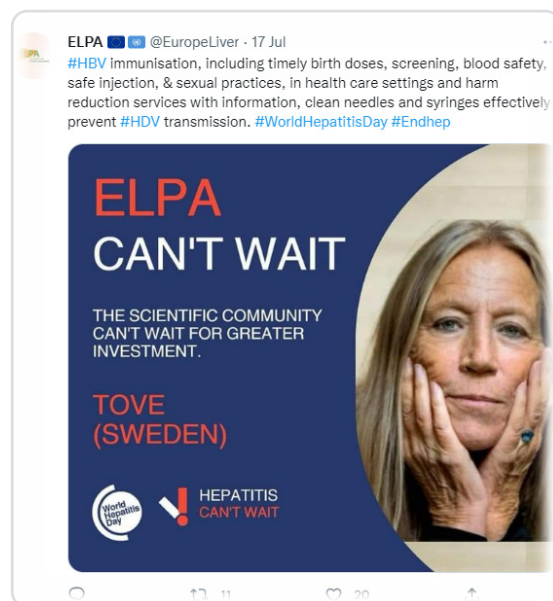 ELPA @EuropeLiver · 17 Jul
#HBV immunisation, including timely birth doses, screening, blood safety,
safe injection, & sexual practices, in health care settings and harm
reduction services with information, clean needles and syringes effectively
prevent #HDV transmission. #WorldHepatitisDay #Endhep
ELPA
CAN'T WAIT
THE SCIENTIFIC COMMUNITY
CAN'T WAIT FOR GREATER
INVESTMENT.
TOVE
(SWEDEN)
World
Hepatitis
Day
HEPATITIS
CAN'T WAIT
11
20